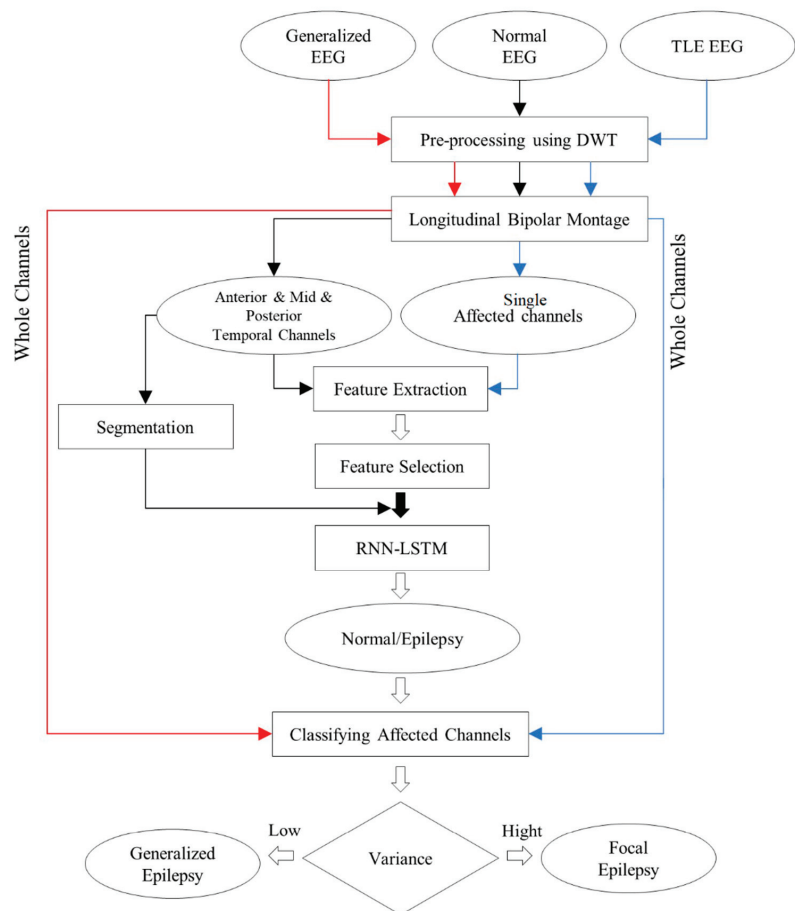 Generalized
EEG
Normal
EEG
TLE EEG
Pre-processing using DWT
Longitudinal Bipolar Montage
Whole Channels
Whole Channels
Anterior & Mid &
Posterior
Temporal Channels
Single
Affected channels
Feature Extraction
Segmentation
Feature Selection
RNN-LSTM
Normal/Epilepsy
Classifying Affected Channels
Low
Hight
Generalized
Epilepsy
Variance
Focal
Epilepsy